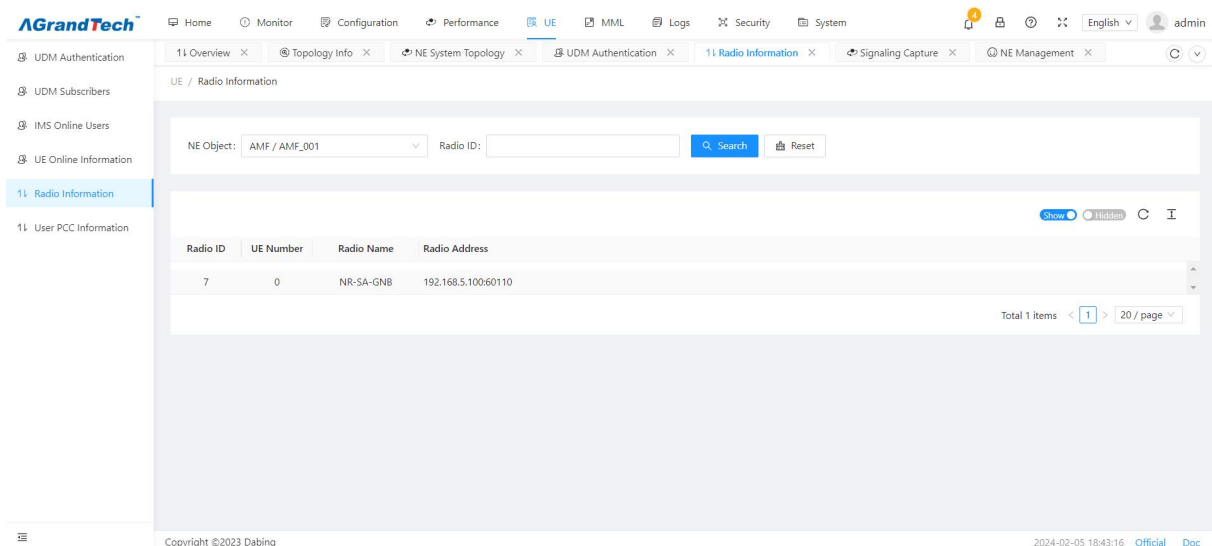 AGrandTech
Home Monitor Configuration Performance UE MML Logs Security System 4 English admin
UDM Authentication
UDM Subscribers
IMS Online Users
UE Online Information
Radio Information
User PCC Information
Overview Topology Info NE System Topology UDM Authentication Radio Information Signaling Capture NE Management
UE / Radio Information
NE Object: AMF / AMF_001 Radio ID: Search Reset
Show Hidden
Radio ID UE Number Radio Name Radio Address
7 0 NR-SA-GNB 192.168.5.100:60110
Total 1 items < 1 > 20 / page
Copyright ©2023 Dabing 2024-02-05 18:43:16 Official Doc